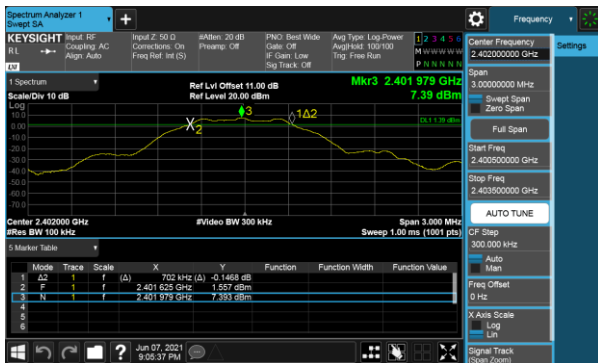 Spectrum Analyzer 1
Swept SA
+
Frequency
KEYSIGHT
Input: RF
Coupling: AC
Align: Auto
Input Z: 50 Ω
Corrections: On
Freq Ref: Int (S)
#Atten: 20 dB
Preamp: Off
PNO: Best Wide
Gate: Off
IF Gain: Low
Sig Track: Off
Avg Type: Log-Power
Avg|Hold: 100/100
Trig: Free Run
1 2 3 4 5 6
M W W W W W
P N N N N N
RL
LXI
1 Spectrum
Scale/Div 10 dB
Ref Lvl Offset 11.00 dB
Ref Level 20.00 dBm
Mkr3 2.401 979 GHz
7.39 dBm
Log
10.0
0.00
-10.0
-20.0
-30.0
-40.0
-50.0
-60.0
-70.0
X2
3
1Δ2
DL1 1.39 dBm
Center 2.402000 GHz
#Res BW 100 kHz
#Video BW 300 kHz
Span 3.000 MHz
Sweep 1.00 ms (1001 pts)
5 Marker Table
Mode Trace Scale X Y Function Function Width Function Value
1 Δ2 1 f (Δ) 702 kHz (Δ) -0.1468 dB
2 F 1 f 2.401 625 GHz 1.557 dBm
3 N 1 f 2.401 979 GHz 7.393 dBm
4
5
6
?
Jun 07, 2021
9:05:37 PM
Center Frequency
2.402000000 GHz
Span
3.00000000 MHz
Swept Span
Zero Span
Full Span
Start Freq
2.400500000 GHz
Stop Freq
2.403500000 GHz
AUTO TUNE
CF Step
300.000 kHz
Auto
Man
Freq Offset
0 Hz
X Axis Scale
Log
Lin
Signal Track
(Span Zoom)
Settings